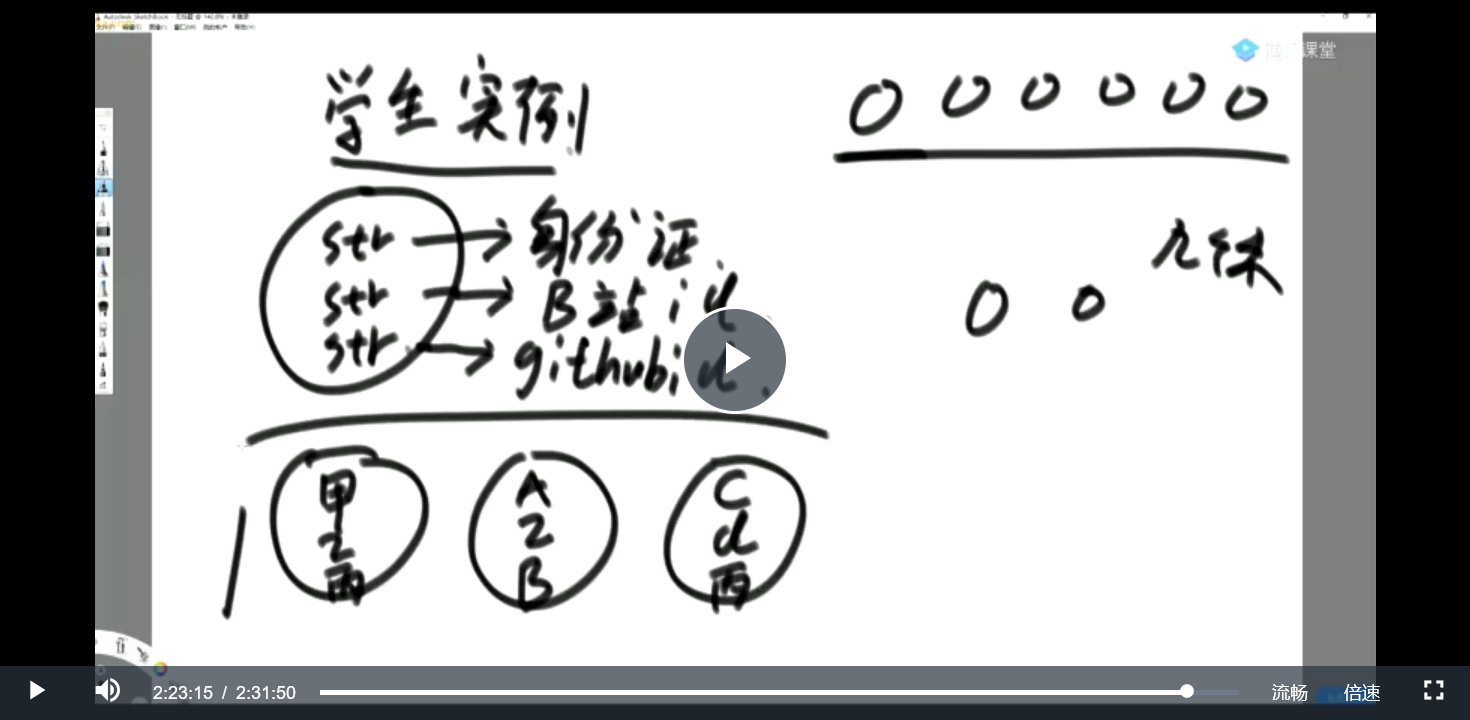 Autodesk SketchBook
腾讯课堂
学生实例
0 0 0 0 0 0
str → 身份证
str → B站id
str → githubid.
0 0
甲 A C
乙 2 d
丙 B 丙
2:23:15 / 2:31:50
流畅 倍速